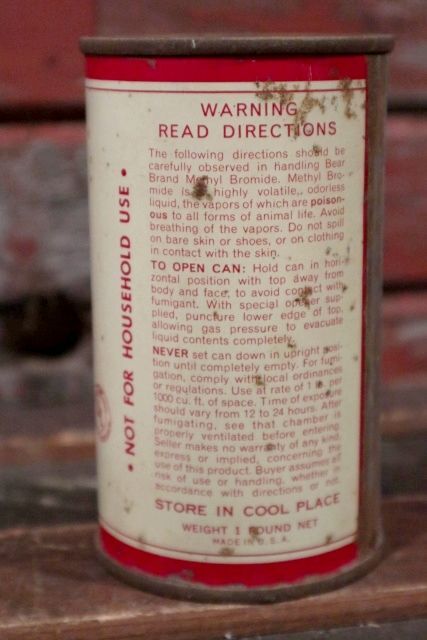 WARNING
READ DIRECTIONS
The following directions should be
carefully observed in handling Bear
Brand Methyl Bromide. Methyl Bro-
mide is a highly volatile, odorless
liquid, the vapors of which are poison-
ous to all forms of animal life. Avoid
breathing of the vapors. Do not spill
on bare skin or shoes, or on clothing
in contact with the skin.
TO OPEN CAN: Hold can in hori-
zontal position with top away from
body and face, to avoid contact with
fumigant. With special opener sup-
plied, puncture lower edge of top,
allowing gas pressure to evacuate
liquid contents completely.
NEVER set can down in upright posi-
tion until completely empty. For fumi-
gation, comply with local ordinances
or regulations. Use at rate of 1 lb. per
1000 cu. ft. of space. Time of exposure
should vary from 12 to 24 hours. After
fumigating, see that chamber is
properly ventilated before entering.
Seller makes no warranty of any kind,
express or implied, concerning the
use of this product. Buyer assumes all
risk of use or handling, whether in
accordance with directions or not.
STORE IN COOL PLACE
WEIGHT 1 POUND NET
MADE IN U.S.A.
• NOT FOR HOUSEHOLD USE •